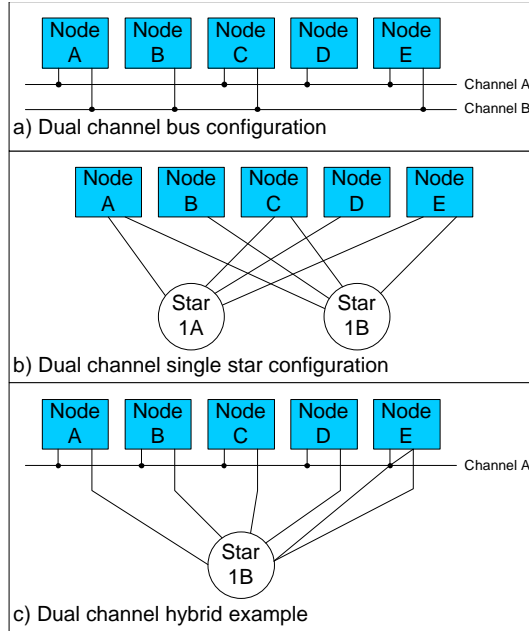 Node Node Node Node Node
A B C D E
Channel A
Channel B
a) Dual channel bus configuration
Node Node Node Node Node
A B C D E
Star Star
1A 1B
b) Dual channel single star configuration
Node Node Node Node Node
A B C D E
Channel A
Star
1B
c) Dual channel hybrid example